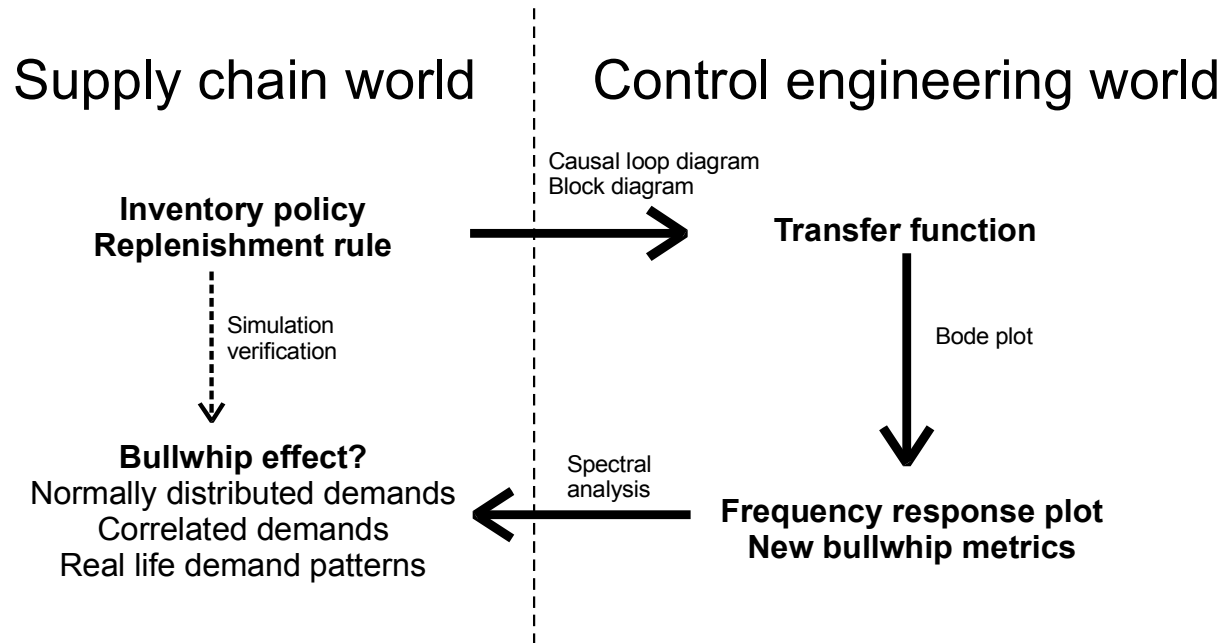 Supply chain world
Control engineering world
Causal loop diagram
Block diagram
Inventory policy
Replenishment rule
Transfer function
Simulation
verification
Bode plot
Bullwhip effect?
Normally distributed demands
Correlated demands
Real life demand patterns
Spectral
analysis
Frequency response plot
New bullwhip metrics